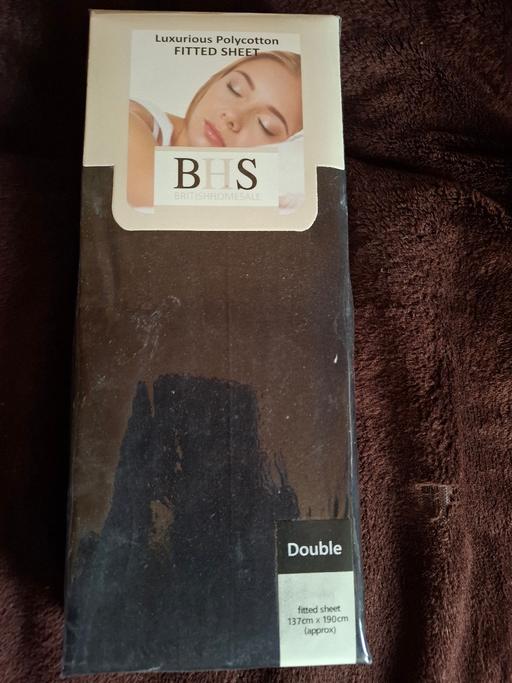 Luxurious Polycotton
FITTED SHEET
BHS
BRITISHHOMESALE
Double
fitted sheet
137cm x 190cm
(approx)